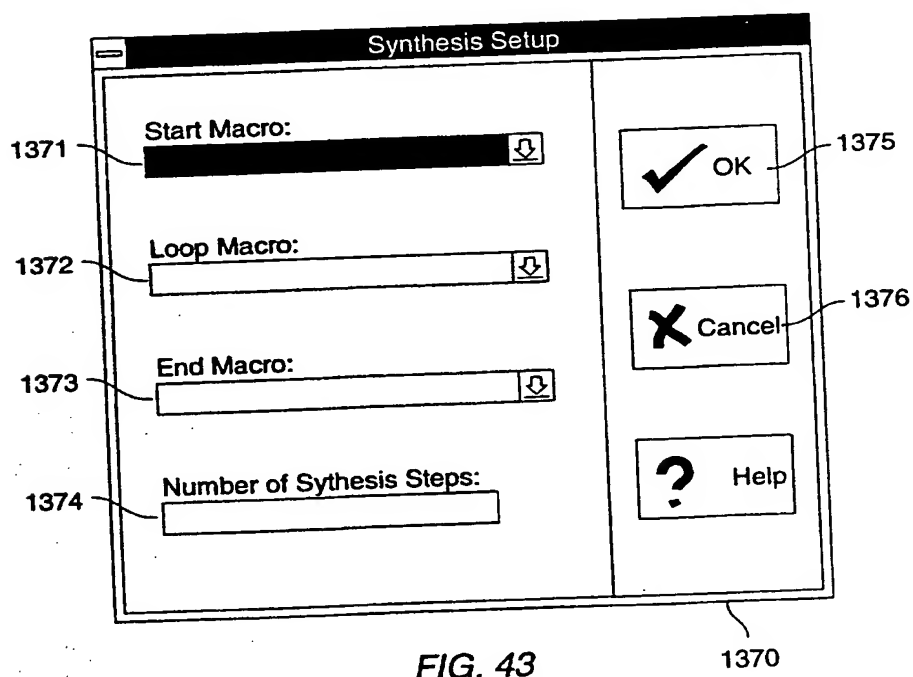 Synthesis Setup
Start Macro:
1371
1375
OK
Loop Macro:
1372
1376
Cancel
End Macro:
1373
Number of Sythesis Steps:
1374
? Help
1370
FIG. 43